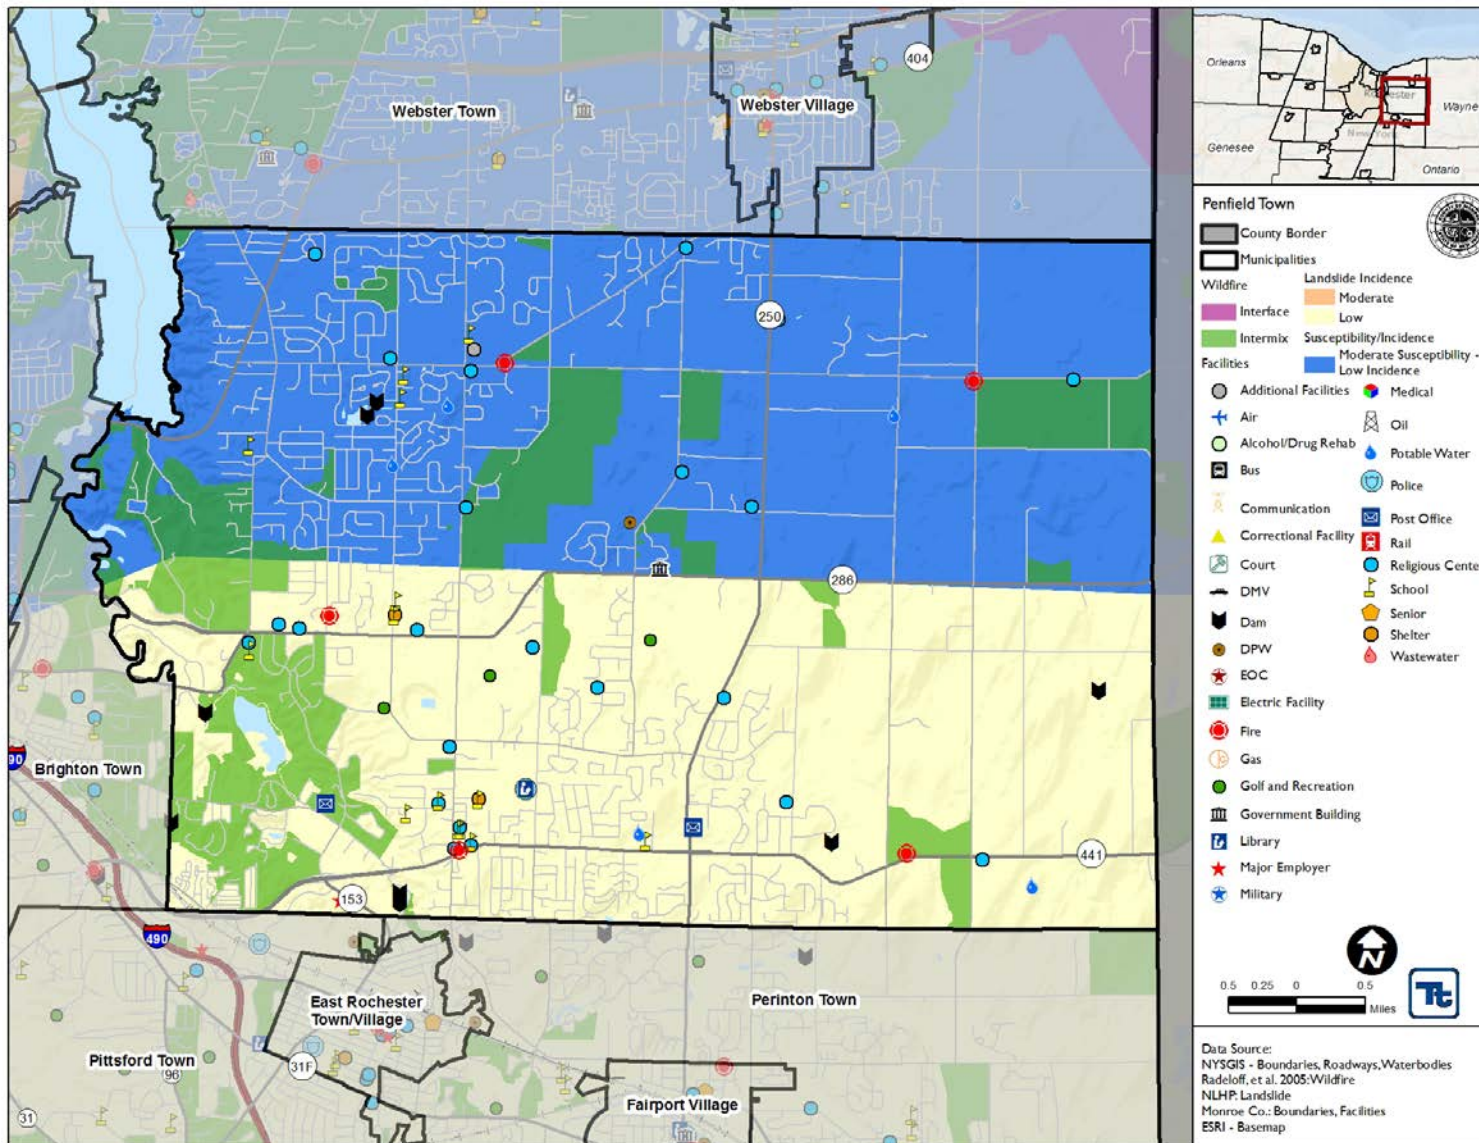 Webster Town
Webster Village
404
250
286
Brighton Town
90
490
153
441
East Rochester
Town/Village
Perinton Town
Pittsford Town
96
31F
31
Fairport Village
Orleans
Rochester
Wayne
New York
Genesee
Ontario
Penfield Town
County Border
Municipalities
Wildfire
Interface
Intermix
Landslide Incidence
Moderate
Low
Susceptibility/Incidence
Moderate Susceptibility -
Low Incidence
Facilities
Additional Facilities
Air
Alcohol/Drug Rehab
Bus
Communication
Correctional Facility
Court
DMV
Dam
DPW
EOC
Electric Facility
Fire
Gas
Golf and Recreation
Government Building
Library
Major Employer
Military
Medical
Oil
Potable Water
Police
Post Office
Rail
Religious Center
School
Senior
Shelter
Wastewater
N
0.5 0.25 0 0.5
Miles
Tt
Data Source:
NYSGIS - Boundaries, Roadways, Waterbodies
Radeloff, et al. 2005: Wildfire
NLHP: Landslide
Monroe Co.: Boundaries, Facilities
ESRI - Basemap